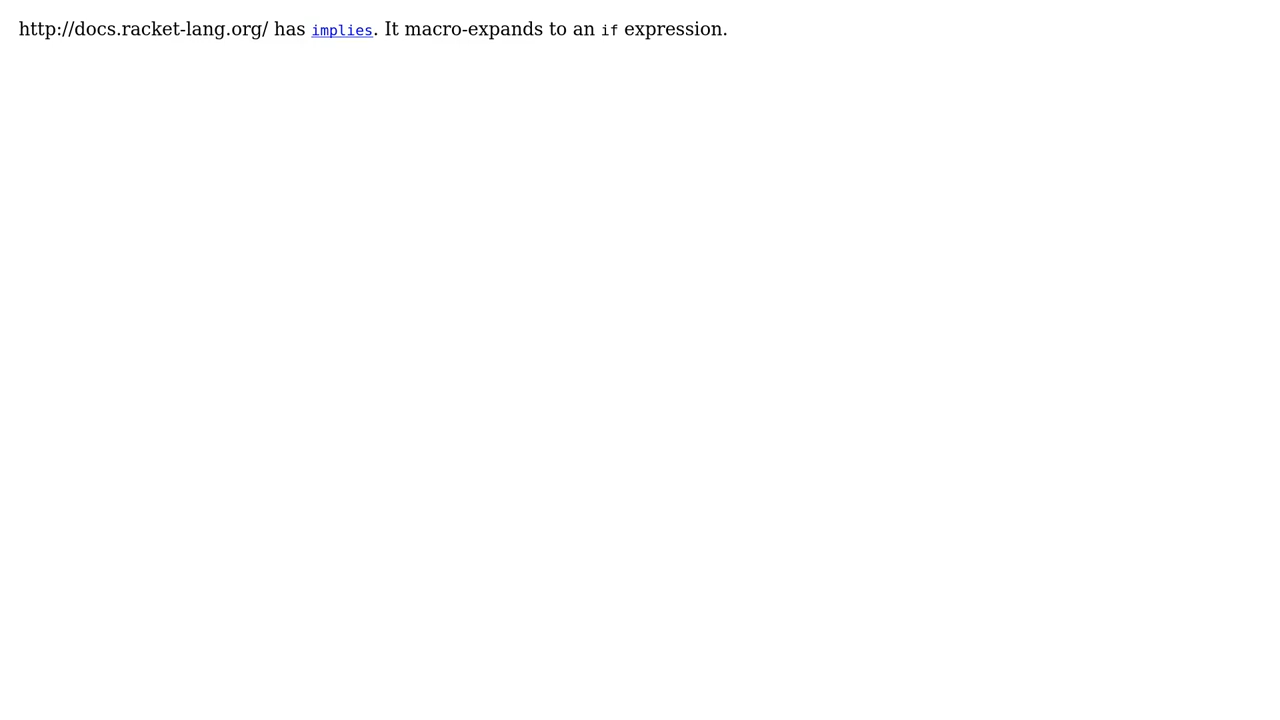 http://docs.racket-lang.org/ has implies. It macro-expands to an if expression.